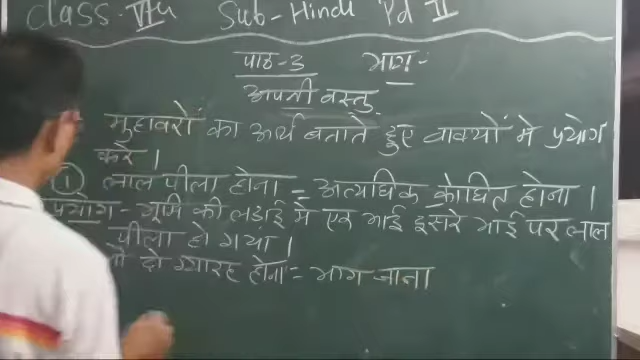 Class - VIIth Sub - Hindi Pd II
पाठ-3 भाग -
अपनी वस्तु
मुहावरों का अर्थ बताते हुए वाक्यों मे प्रयोग
करे ।
① लाल पीला होना = अत्यधिक क्रोधित होना ।
प्रयोग - भूमि की लड़ाई मे एक भाई दूसरे भाई पर लाल
पीला हो गया ।
नौ दो ग्यारह होना = भाग जाना